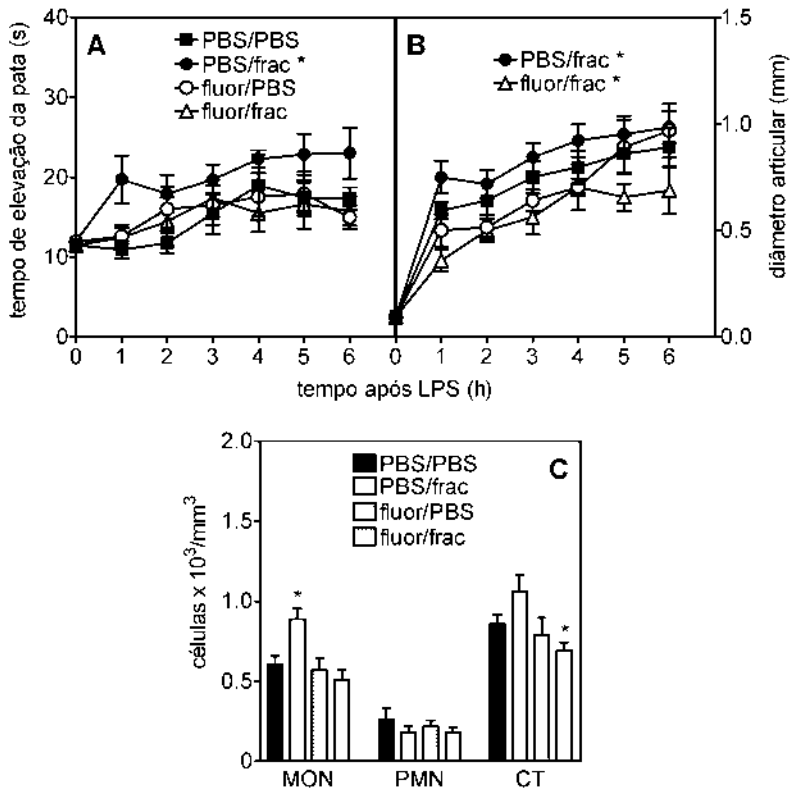 A
PBS/PBS
PBS/frac *
fluor/PBS
fluor/frac
tempo de elevação da pata (s)
40
30
20
10
0
0 1 2 3 4 5 6
B
PBS/frac *
fluor/frac *
diâmetro articular (mm)
1.5
1.0
0.5
0.0
0 1 2 3 4 5 6
tempo após LPS (h)
C
PBS/PBS
PBS/frac
fluor/PBS
fluor/frac
células x 10³/mm³
2.0
1.5
1.0
0.5
0
*
*
MON PMN CT